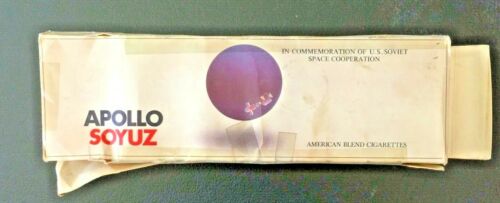 IN COMMEMORATION OF U.S. SOVIET
SPACE COOPERATION
APOLLO
SOYUZ
AMERICAN BLEND CIGARETTES